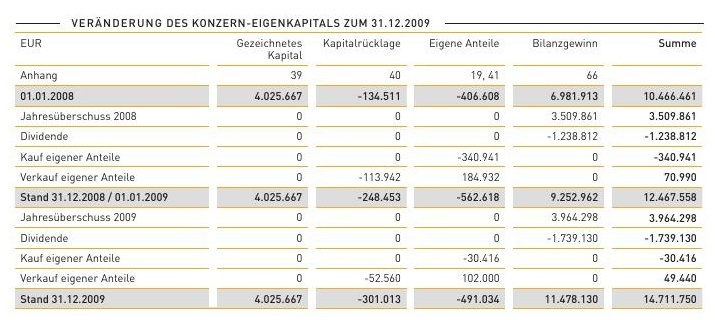 VERÄNDERUNG DES KONZERN-EIGENKAPITALS ZUM 31.12.2009
EUR Gezeichnetes Kapital Kapitalrücklage Eigene Anteile Bilanzgewinn Summe
Anhang 39 40 19, 41 66
01.01.2008 4.025.667 -134.511 -406.608 6.981.913 10.466.461
Jahresüberschuss 2008 0 0 0 3.509.861 3.509.861
Dividende 0 0 0 -1.238.812 -1.238.812
Kauf eigener Anteile 0 0 -340.941 0 -340.941
Verkauf eigener Anteile 0 -113.942 184.932 0 70.990
Stand 31.12.2008 / 01.01.2009 4.025.667 -248.453 -562.618 9.252.962 12.467.558
Jahresüberschuss 2009 0 0 0 3.964.298 3.964.298
Dividende 0 0 0 -1.739.130 -1.739.130
Kauf eigener Anteile 0 0 -30.416 0 -30.416
Verkauf eigener Anteile 0 -52.560 102.000 0 49.440
Stand 31.12.2009 4.025.667 -301.013 -491.034 11.478.130 14.711.750